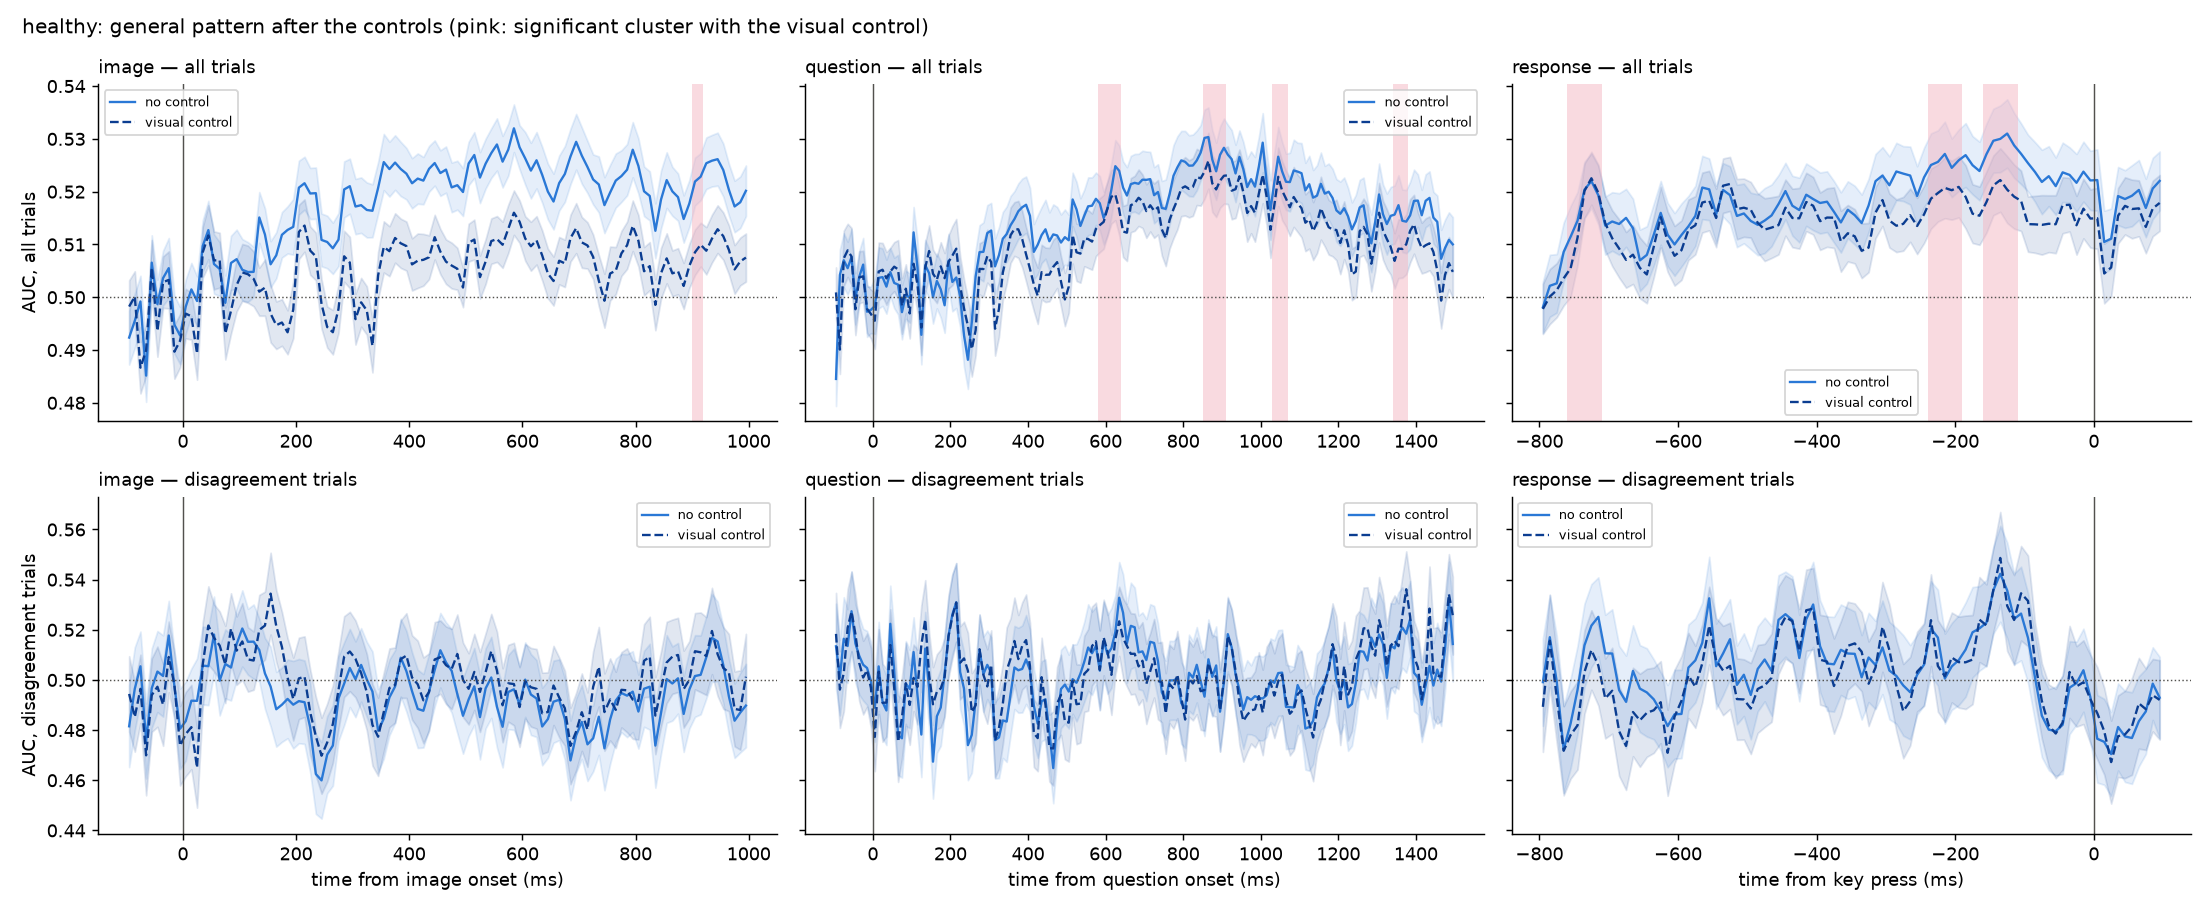 healthy: general pattern after the controls (pink: significant cluster with the visual control)
image — all trials
question — all trials
response — all trials
AUC, all trials
0.54
0.53
0.52
0.51
0.50
0.49
0.48
no control
visual control
no control
visual control
no control
visual control
0 200 400 600 800 1000
0 200 400 600 800 1000 1200 1400
−800 −600 −400 −200 0
image — disagreement trials
question — disagreement trials
response — disagreement trials
AUC, disagreement trials
0.56
0.54
0.52
0.50
0.48
0.46
0.44
no control
visual control
no control
visual control
no control
visual control
0 200 400 600 800 1000
0 200 400 600 800 1000 1200 1400
−800 −600 −400 −200 0
time from image onset (ms)
time from question onset (ms)
time from key press (ms)